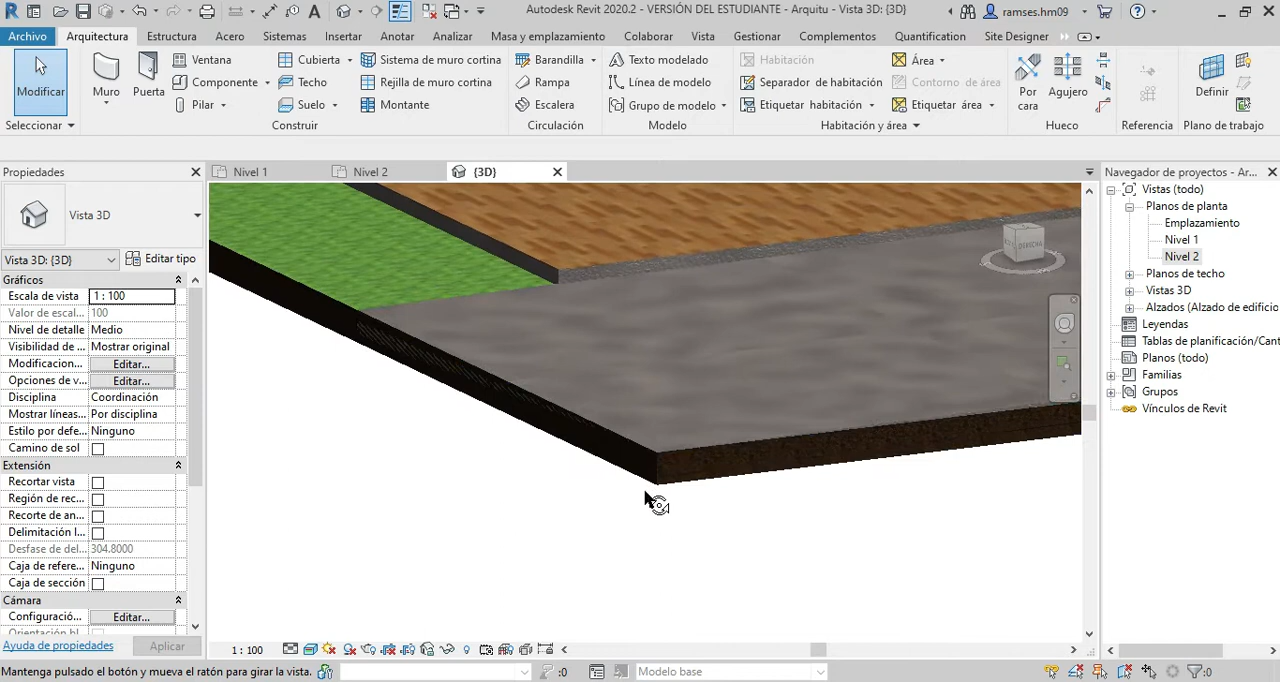 Autodesk Revit 2020.2 - VERSIÓN DEL ESTUDIANTE - Arquitu - Vista 3D: {3D}
ramses.hm09
Archivo Arquitectura Estructura Acero Sistemas Insertar Anotar Analizar Masa y emplazamiento Colaborar Vista Gestionar Complementos Quantification Site Designer
Modificar
Muro
Puerta
Ventana
Componente
Pilar
Cubierta
Techo
Suelo
Sistema de muro cortina
Rejilla de muro cortina
Montante
Barandilla
Rampa
Escalera
Texto modelado
Línea de modelo
Grupo de modelo
Habitación
Separador de habitación
Etiquetar habitación
Área
Contorno de área
Etiquetar área
Por cara
Agujero
Definir
Seleccionar Construir Circulación Modelo Habitación y área Hueco Referencia Plano de trabajo
Propiedades
Nivel 1 Nivel 2 {3D}
Navegador de proyectos - Ar...
Vista 3D
Vista 3D: {3D} Editar tipo
Gráficos
Escala de vista 1 : 100
Valor de escal... 100
Nivel de detalle Medio
Visibilidad de ... Mostrar original
Modificacion... Editar...
Opciones de v... Editar...
Disciplina Coordinación
Mostrar líneas... Por disciplina
Estilo por defe... Ninguno
Camino de sol
Extensión
Recortar vista
Región de rec...
Recorte de an...
Delimitación l...
Desfase de del... 304.8000
Caja de refere... Ninguno
Caja de sección
Cámara
Configuració... Editar...
Ayuda de propiedades Aplicar
DERECHA
Vistas (todo)
Planos de planta
Emplazamiento
Nivel 1
Nivel 2
Planos de techo
Vistas 3D
Alzados (Alzado de edificio
Leyendas
Tablas de planificación/Cant
Planos (todo)
Familias
Grupos
Vínculos de Revit
1 : 100
Mantenga pulsado el botón y mueva el ratón para girar la vista.
:0
Modelo base
:0